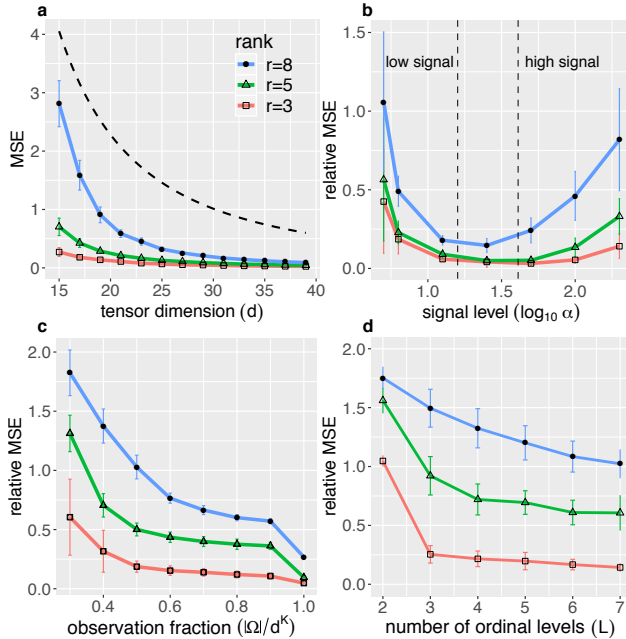 a
rank
r=8
r=5
r=3
MSE
4
3
2
1
0
15 20 25 30 35 40
tensor dimension (d)
b
low signal
high signal
relative MSE
1.5
1.0
0.5
0.0
1.0 1.5 2.0
signal level (log₁₀ α)
c
relative MSE
2.0
1.5
1.0
0.5
0.0
0.4 0.6 0.8 1.0
observation fraction (|Ω|/dᴷ)
d
relative MSE
2.0
1.5
1.0
0.5
0.0
2 3 4 5 6 7
number of ordinal levels (L)